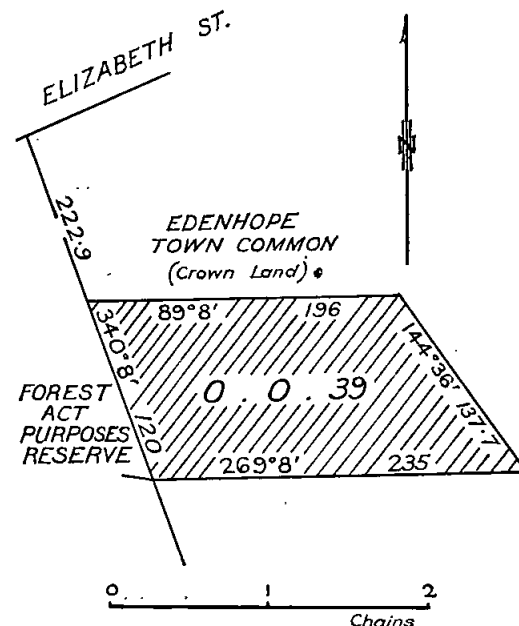 ELIZABETH ST.
222·9
EDENHOPE
TOWN COMMON
(Crown Land)
N
89°8' 196
340°8' 120
144°36' 137·7
0 . 0 . 39
FOREST
ACT
PURPOSES
RESERVE
269°8' 235
0 1 2
Chains